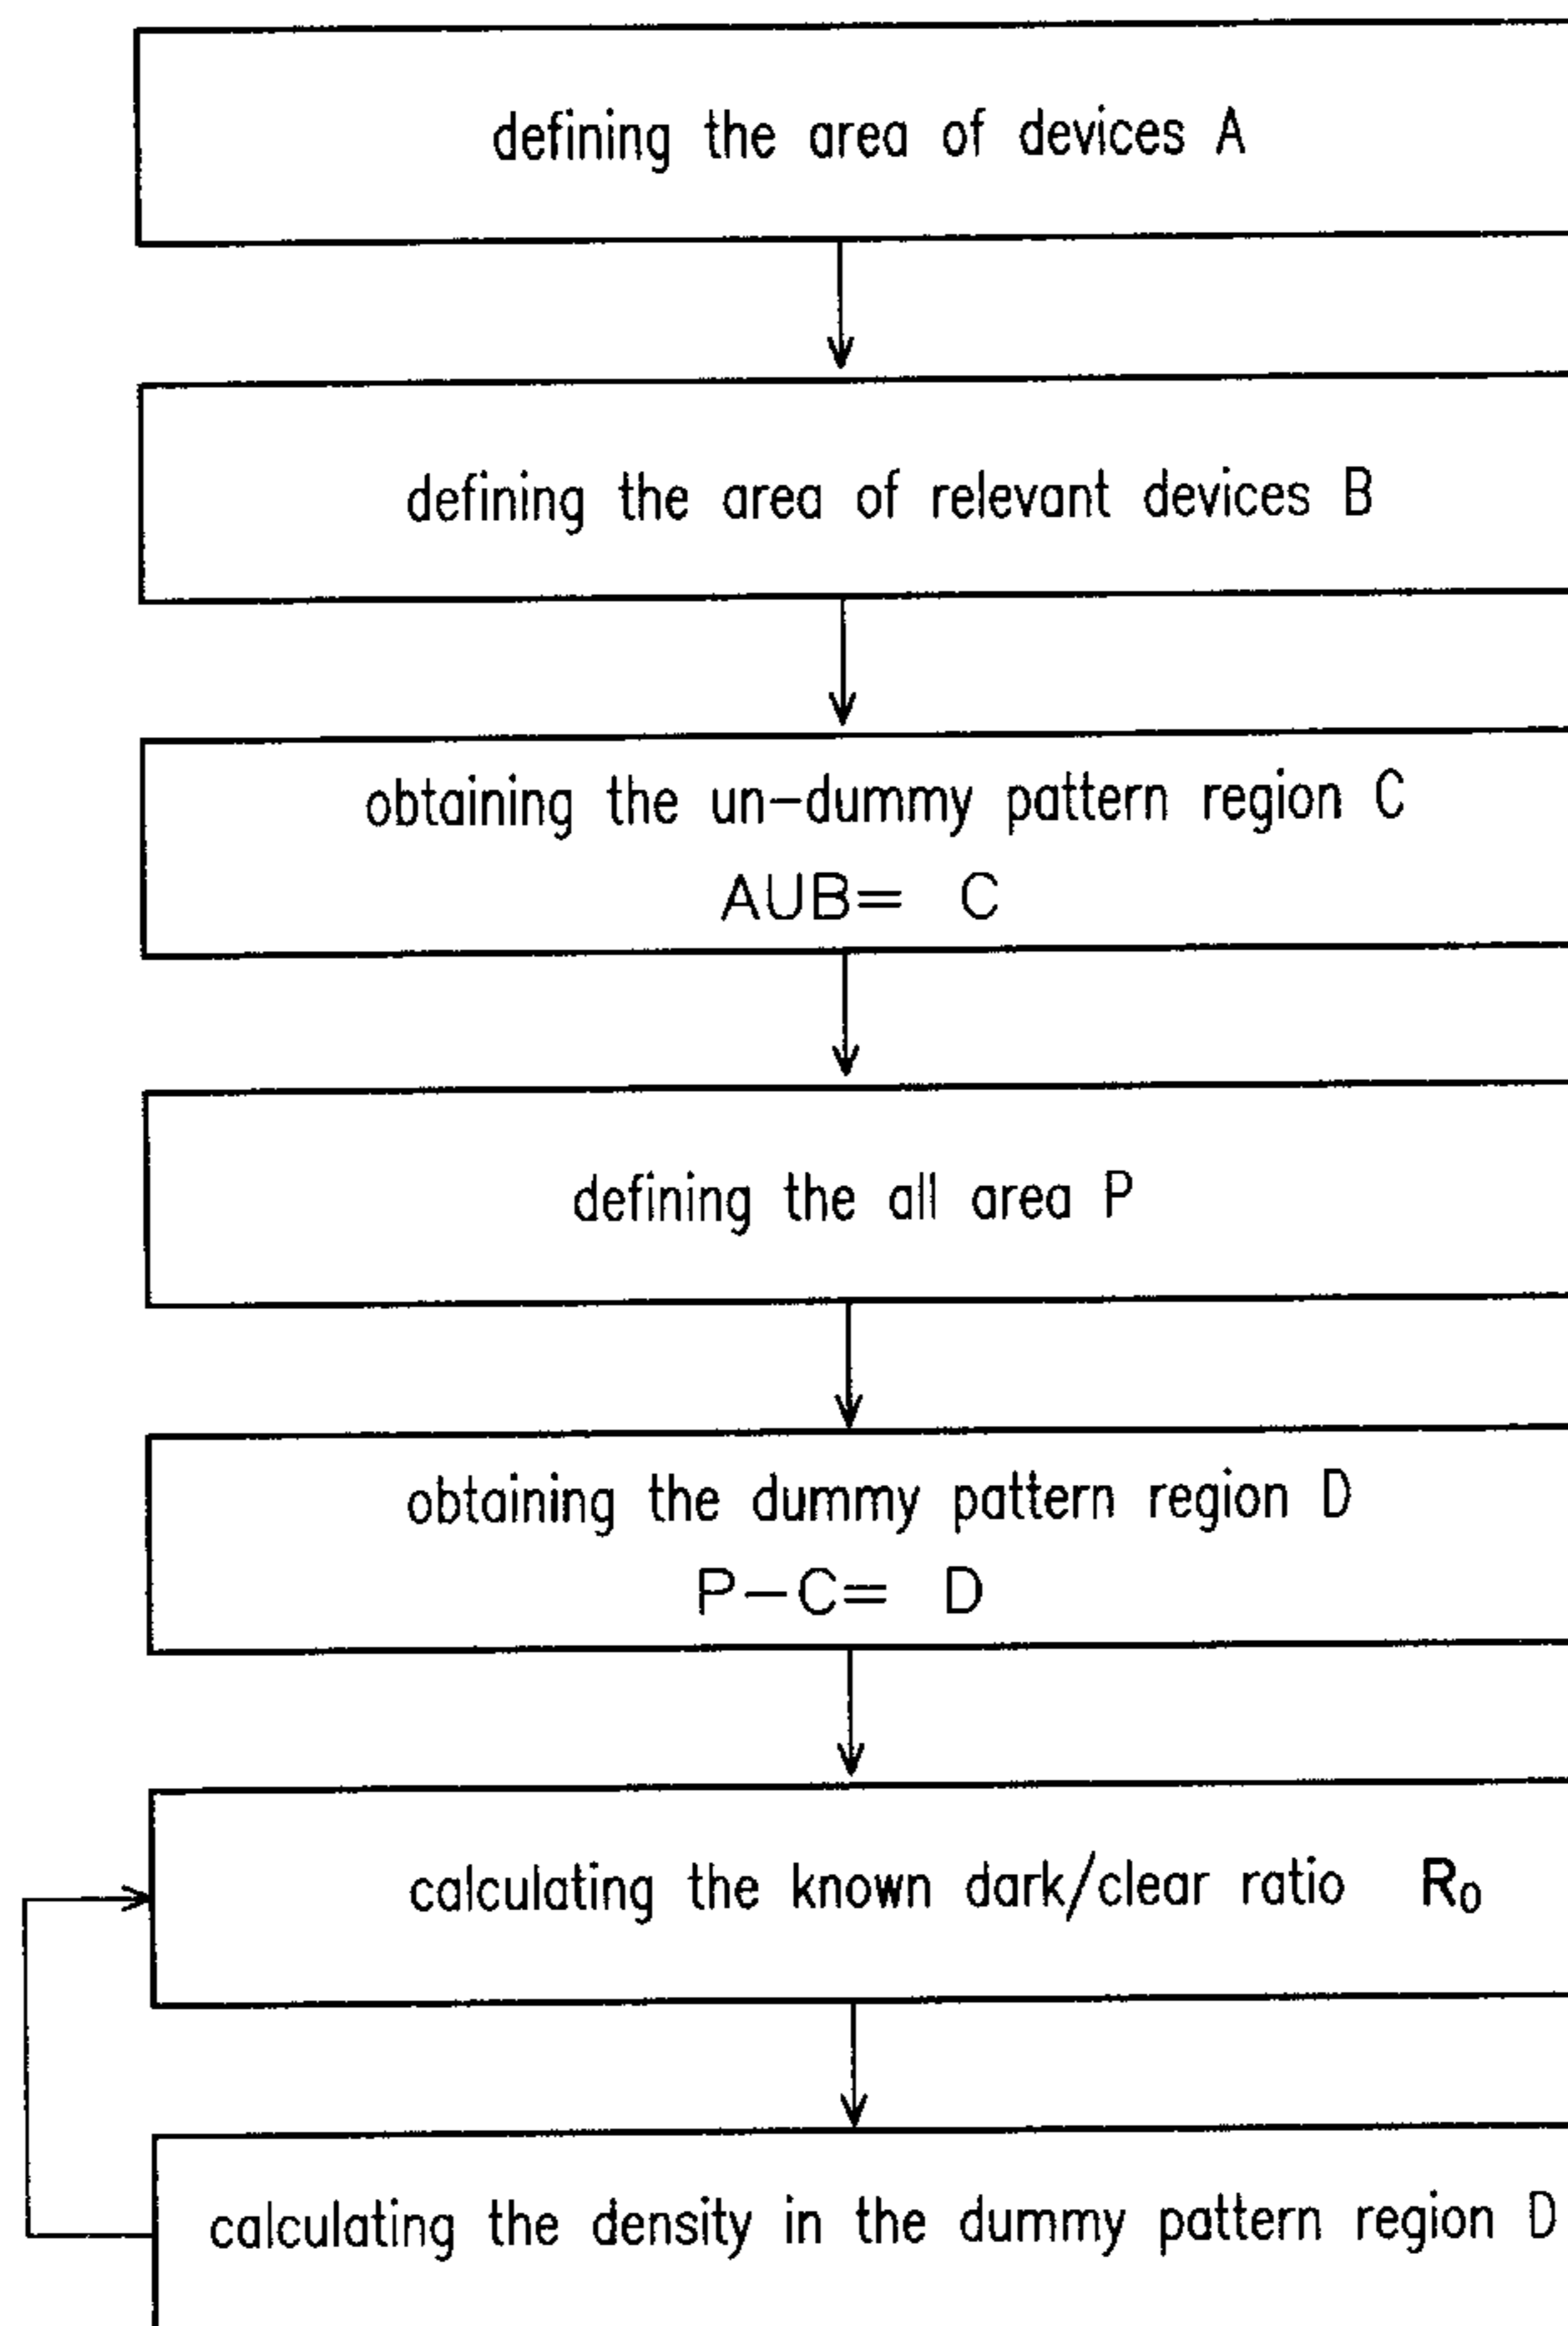 defining the area of devices A
defining the area of relevant devices B
obtaining the un-dummy pattern region C
AUB= C
defining the all area P
obtaining the dummy pattern region D
P-C= D
calculating the known dark/clear ratio R₀
calculating the density in the dummy pattern region D